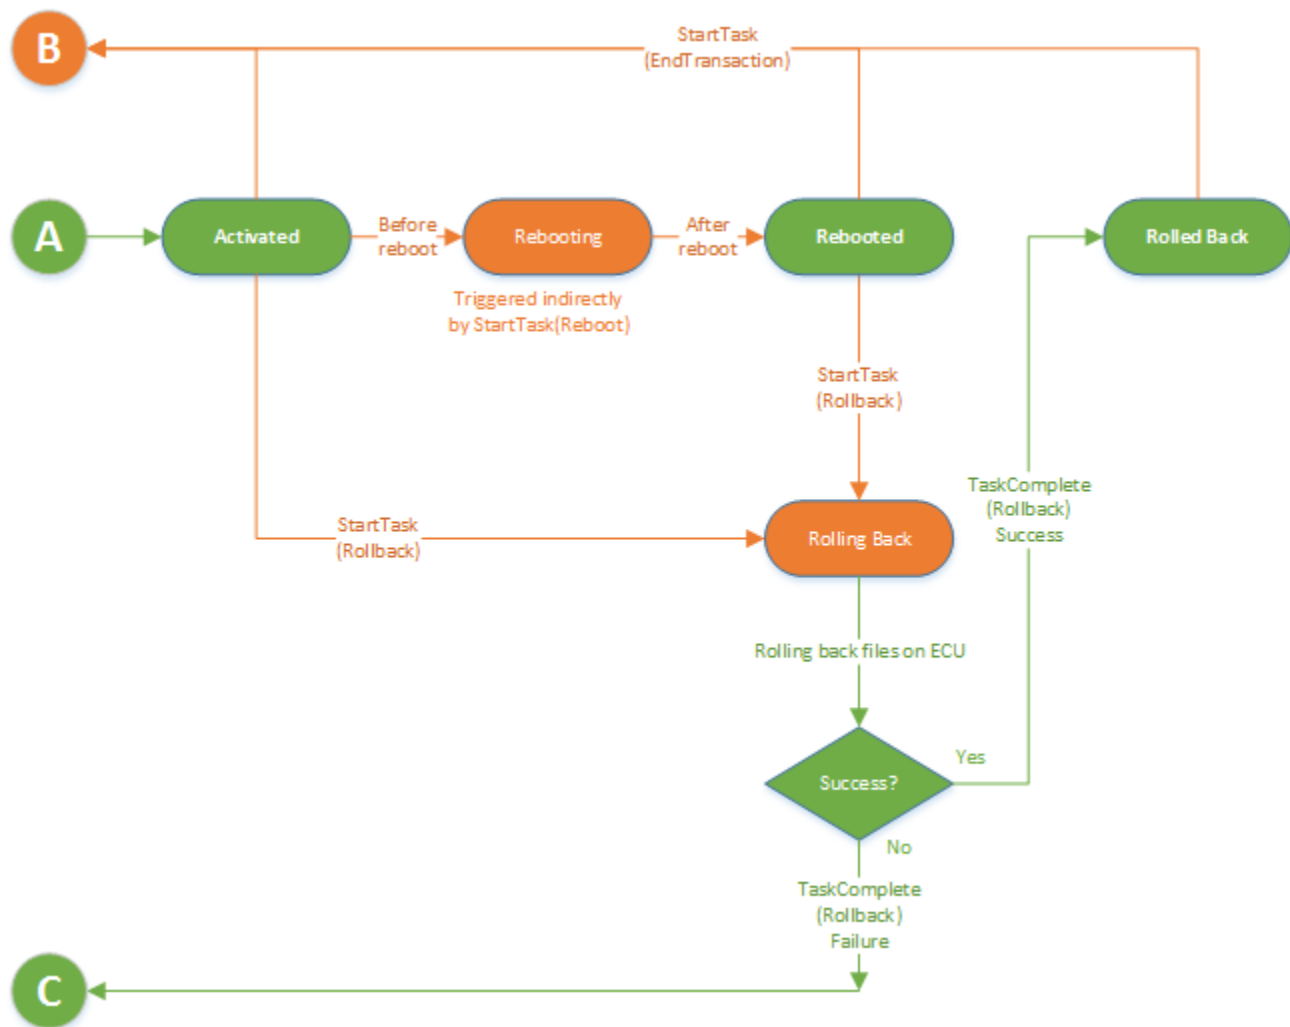 B
StartTask
(EndTransaction)
A
Activated
Before
reboot
Rebooting
After
reboot
Rebooted
Rolled Back
Triggered indirectly
by StartTask(Reboot)
StartTask
(Rollback)
TaskComplete
(Rollback)
Success
StartTask
(Rollback)
Rolling Back
Rolling back files on ECU
Success?
Yes
No
TaskComplete
(Rollback)
Failure
C